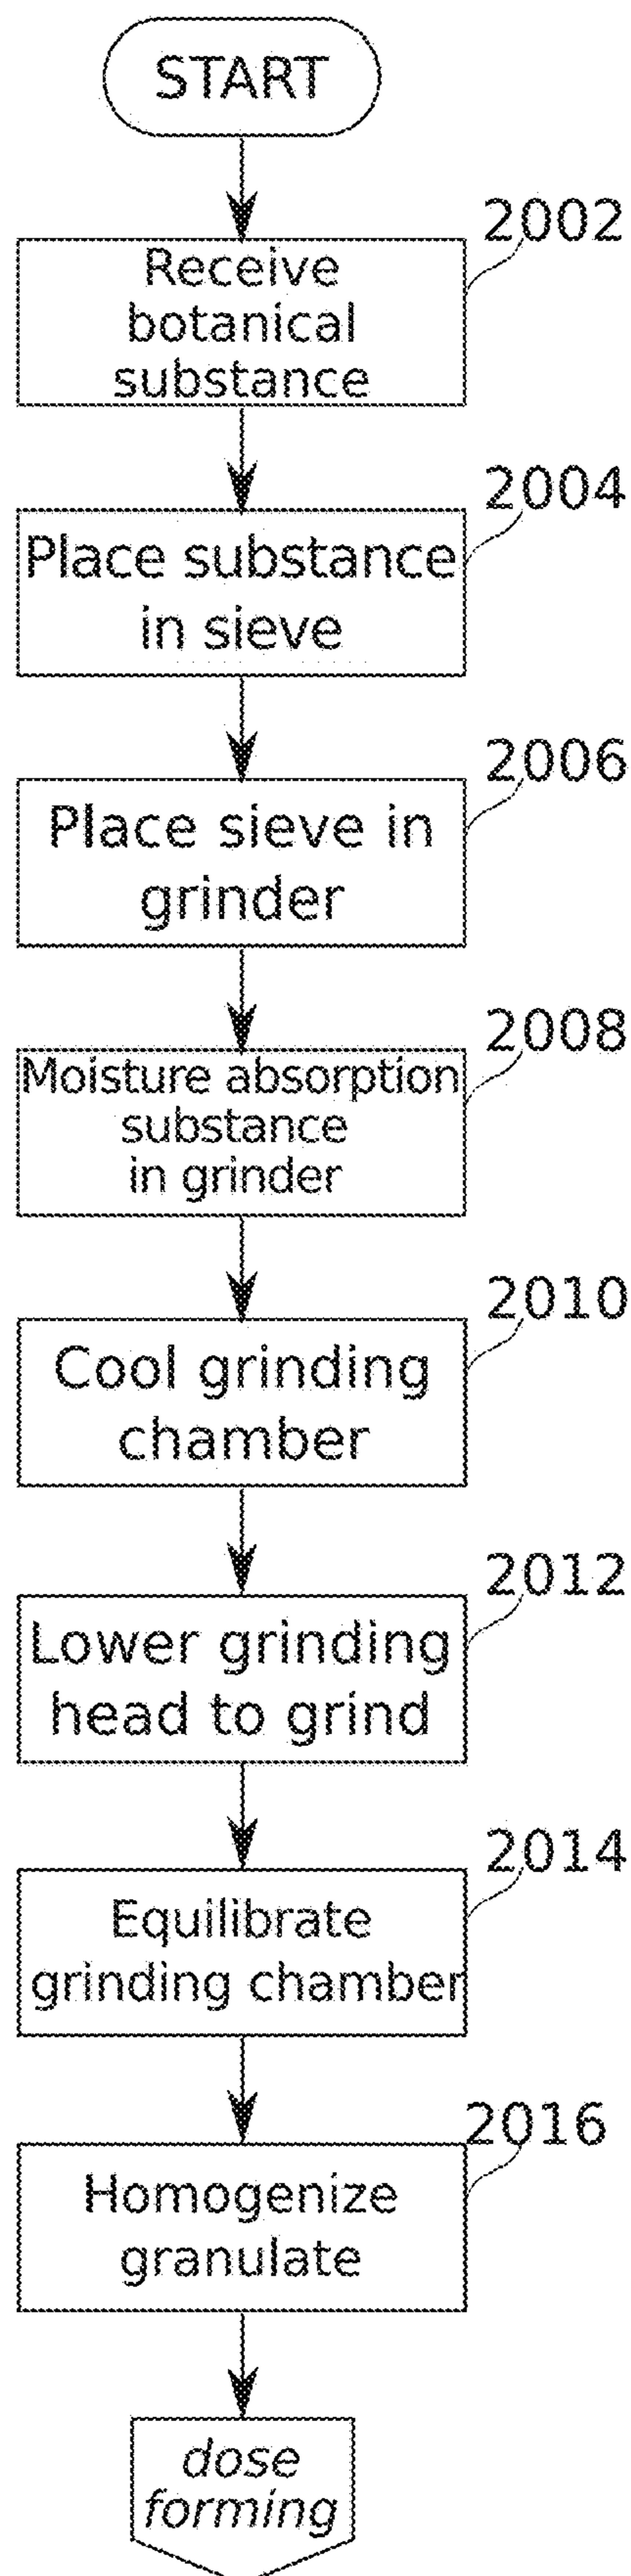 START
2002
Receive
botanical
substance
2004
Place substance
in sieve
2006
Place sieve in
grinder
2008
Moisture absorption
substance
in grinder
2010
Cool grinding
chamber
2012
Lower grinding
head to grind
2014
Equilibrate
grinding chamber
2016
Homogenize
granulate
dose
forming